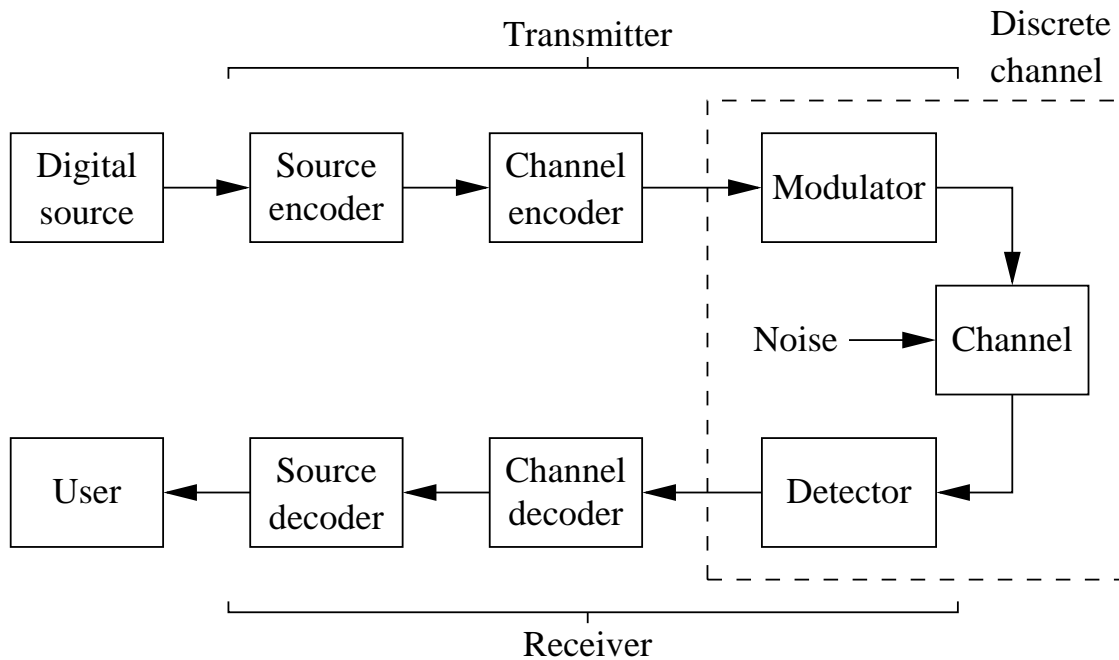 Transmitter
Discrete
channel
Digital
source
Source
encoder
Channel
encoder
Modulator
Noise
Channel
User
Source
decoder
Channel
decoder
Detector
Receiver